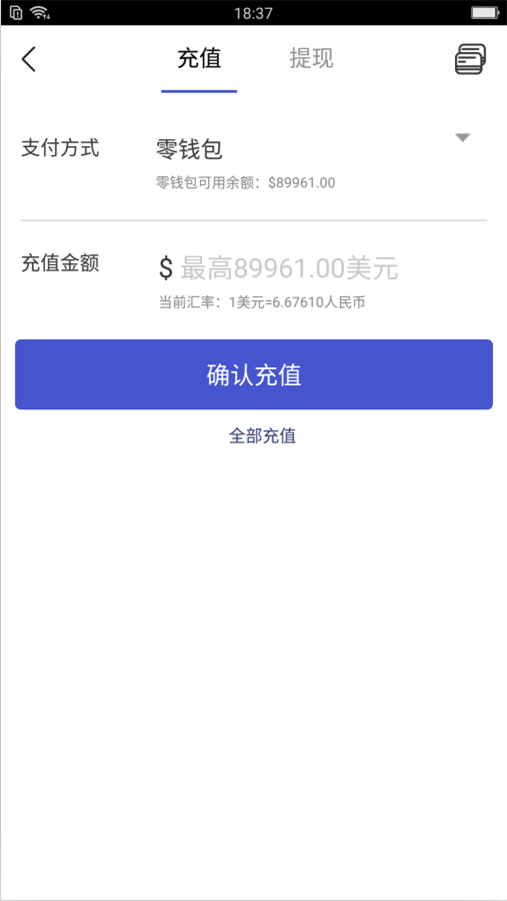 18:37
充值 提现
支付方式 零钱包
零钱包可用余额：$89961.00
充值金额 $ 最高89961.00美元
当前汇率：1美元=6.67610人民币
确认充值
全部充值